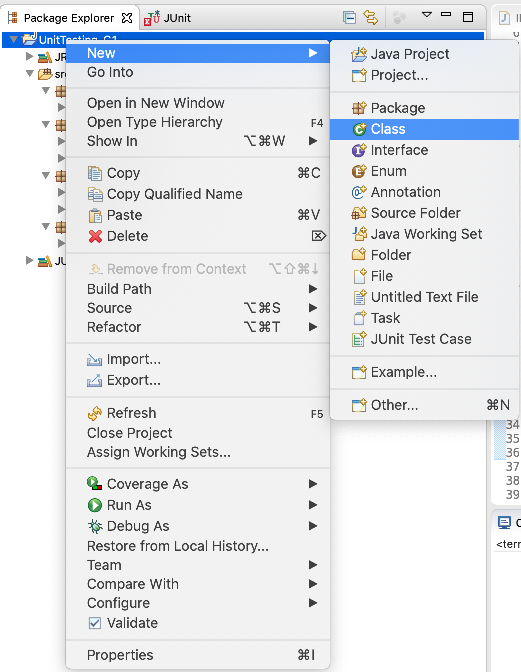 Package Explorer
JUnit
UnitTesting_C1
New
Go Into
Open in New Window
Open Type Hierarchy F4
Show In ⌥⌘W
Copy ⌘C
Copy Qualified Name
Paste ⌘V
Delete ⌦
Remove from Context ⌥⇧⌘↓
Build Path
Source ⌥⌘S
Refactor ⌥⌘T
Import...
Export...
Refresh F5
Close Project
Assign Working Sets...
Coverage As
Run As
Debug As
Restore from Local History...
Team
Compare With
Configure
Validate
Properties ⌘I
Java Project
Project...
Package
Class
Interface
Enum
Annotation
Source Folder
Java Working Set
Folder
File
Untitled Text File
Task
JUnit Test Case
Example...
Other... ⌘N
34
35
36
37
38
39
<terr